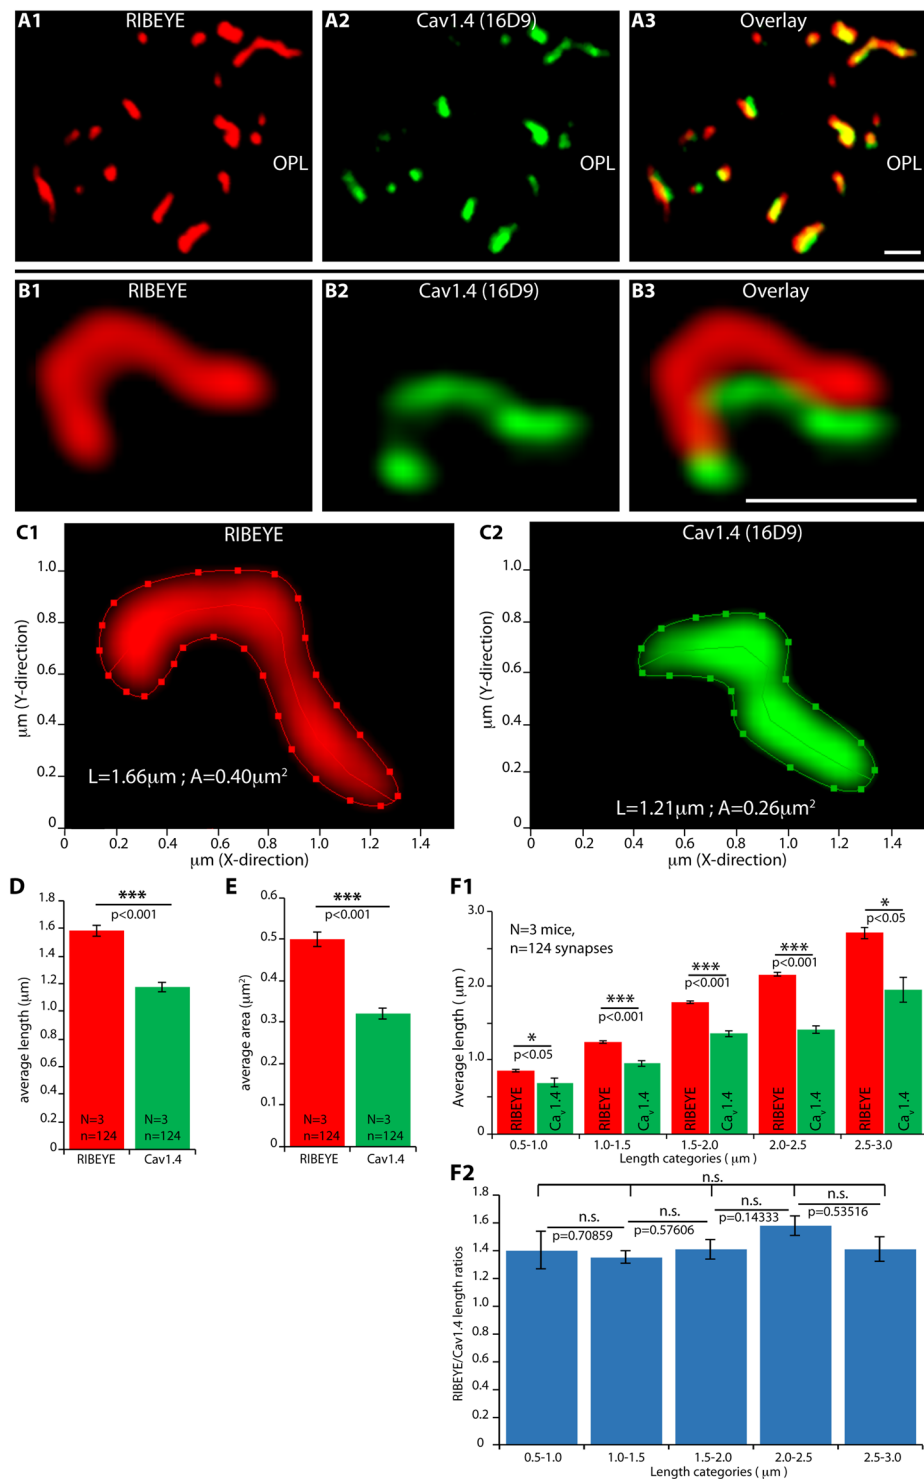 A1 RIBEYE
OPL
A2 Cav1.4 (16D9)
OPL
A3 Overlay
OPL
B1 RIBEYE
B2 Cav1.4 (16D9)
B3 Overlay
C1 RIBEYE
μm (Y-direction)
1.0
0.8
0.6
0.4
0.2
0
L=1.66μm ; A=0.40μm²
0 0.2 0.4 0.6 0.8 1.0 1.2 1.4
μm (X-direction)
C2 Cav1.4 (16D9)
μm (Y-direction)
1.0
0.8
0.6
0.4
0.2
0
L=1.21μm ; A=0.26μm²
0 0.2 0.4 0.6 0.8 1.0 1.2 1.4
μm (X-direction)
D
average length (μm)
1.8
1.6
1.4
1.2
1.0
0.8
0.6
0.4
0.2
0
***
p<0.001
N=3
n=124
N=3
n=124
RIBEYE Cav1.4
E
average area (μm²)
0.6
0.5
0.4
0.3
0.2
0.1
0
***
p<0.001
N=3
n=124
N=3
n=124
RIBEYE Cav1.4
F1
Average length ( μm )
3.0
2.0
1.0
0
N=3 mice,
n=124 synapses
*
p<0.05
***
p<0.001
***
p<0.001
***
p<0.001
*
p<0.05
RIBEYE
Caᵥ1.4
RIBEYE
Caᵥ1.4
RIBEYE
Caᵥ1.4
RIBEYE
Caᵥ1.4
RIBEYE
Caᵥ1.4
0.5-1.0 1.0-1.5 1.5-2.0 2.0-2.5 2.5-3.0
Length categories ( μm )
F2
RIBEYE/Cav1.4 length ratios
1.8
1.6
1.4
1.2
1.0
0.8
0.6
0.4
0.2
0
n.s.
n.s.
p=0.70859
n.s.
p=0.57606
n.s.
p=0.14333
n.s.
p=0.53516
0.5-1.0 1.0-1.5 1.5-2.0 2.0-2.5 2.5-3.0
Length categories ( μm )